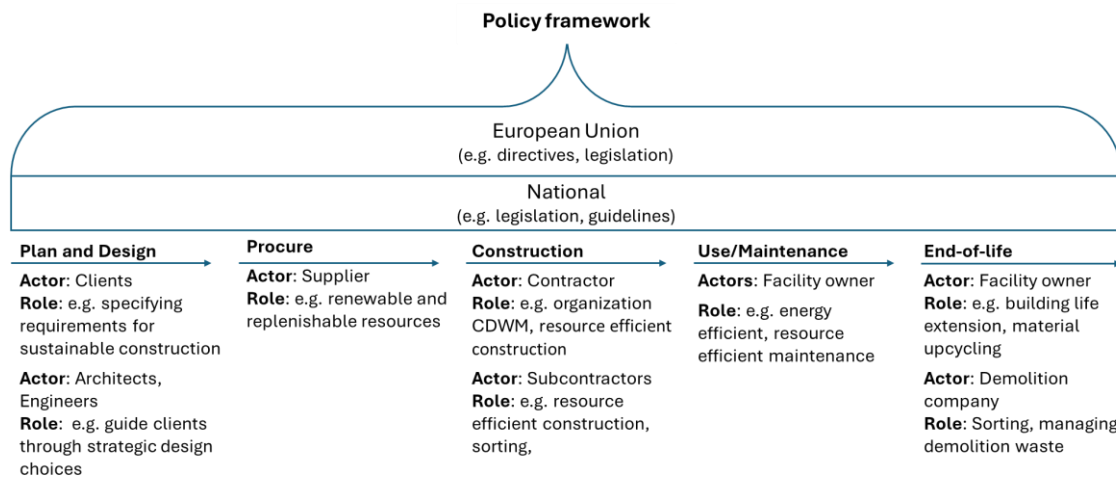 Policy framework
European Union
(e.g. directives, legislation)
National
(e.g. legislation, guidelines)
Plan and Design
Actor: Clients
Role: e.g. specifying
requirements for
sustainable construction
Actor: Architects,
Engineers
Role:  e.g. guide clients
through strategic design
choices
Procure
Actor: Supplier
Role: e.g. renewable and
replenishable resources
Construction
Actor: Contractor
Role: e.g. organization
CDWM, resource efficient
construction
Actor: Subcontractors
Role: e.g. resource
efficient construction,
sorting,
Use/Maintenance
Actors: Facility owner
Role: e.g. energy
efficient, resource
efficient maintenance
End-of-life
Actor: Facility owner
Role: e.g. building life
extension, material
upcycling
Actor: Demolition
company
Role: Sorting, managing
demolition waste